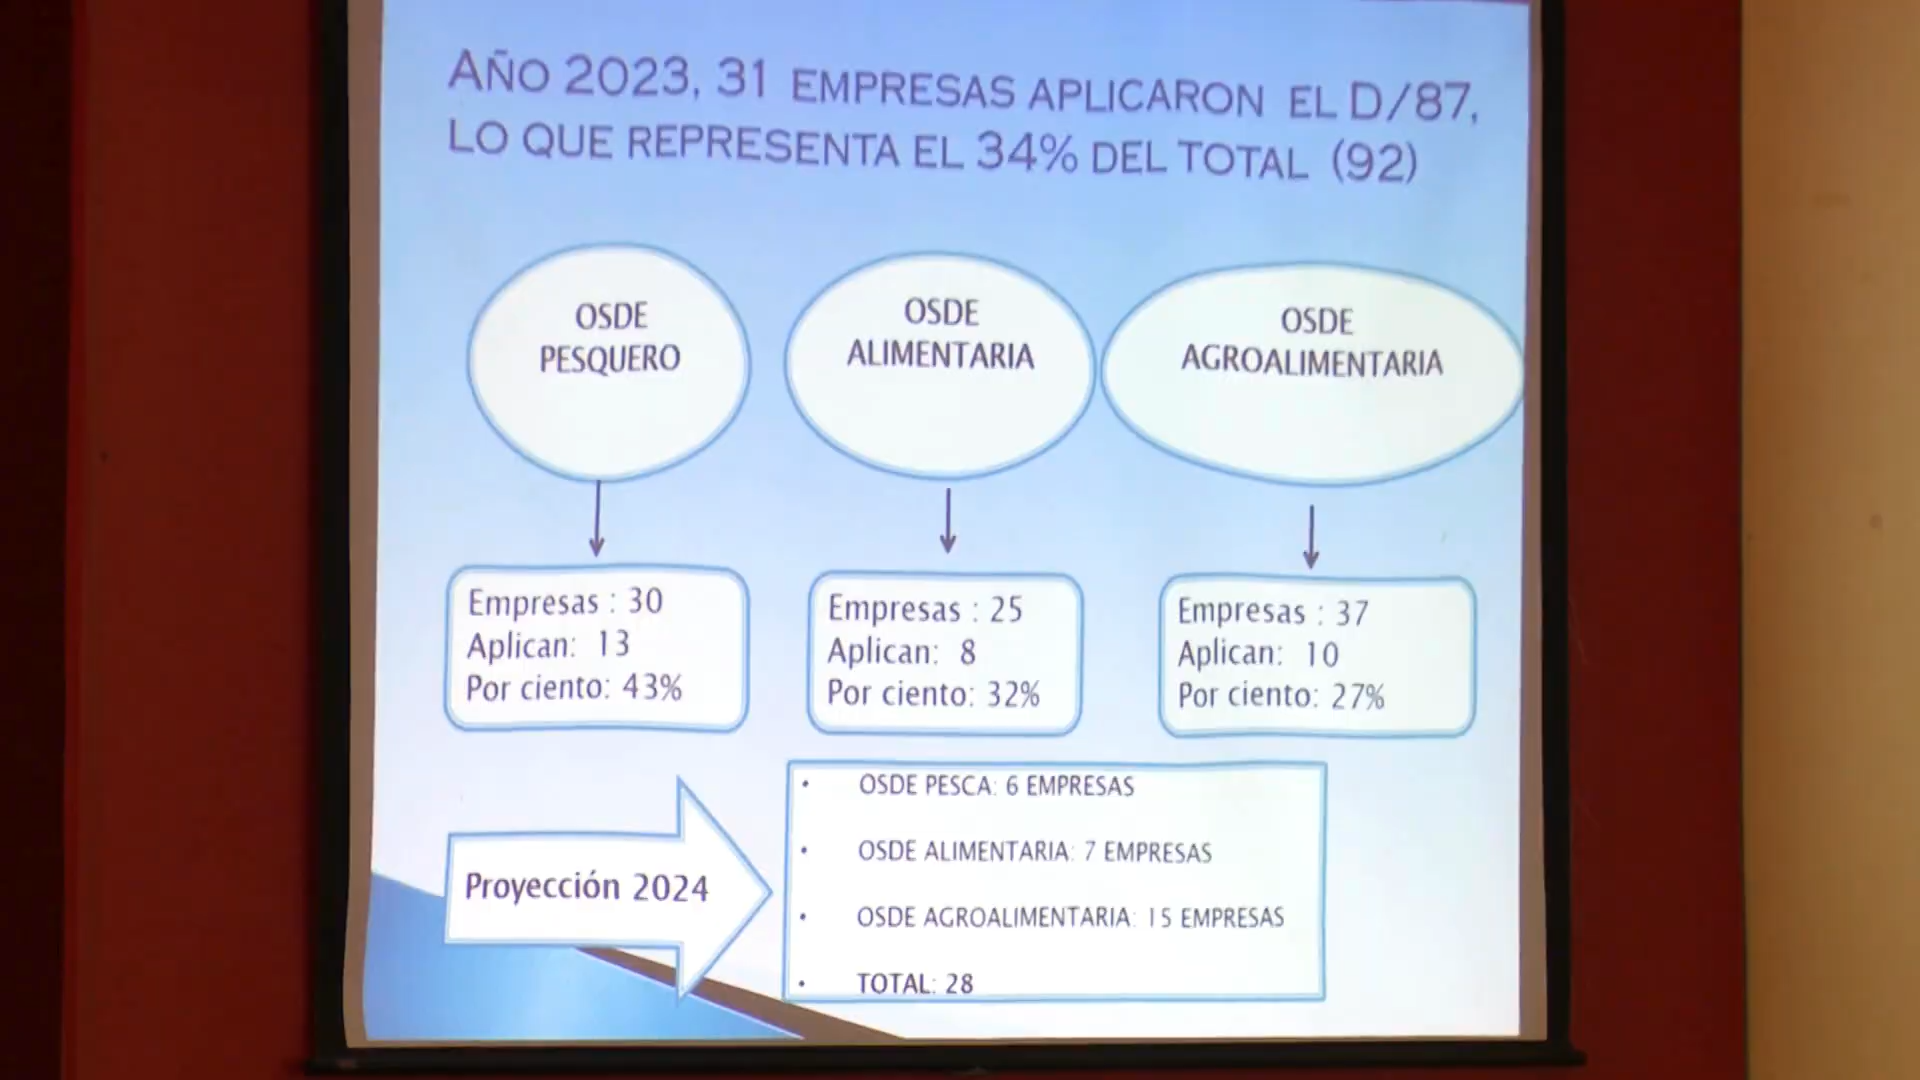 AÑO 2023, 31 EMPRESAS APLICARON EL D/87,
LO QUE REPRESENTA EL 34% DEL TOTAL (92)
OSDE
PESQUERO
OSDE
ALIMENTARIA
OSDE
AGROALIMENTARIA
Empresas : 30
Aplican: 13
Por ciento: 43%
Empresas : 25
Aplican: 8
Por ciento: 32%
Empresas : 37
Aplican: 10
Por ciento: 27%
Proyección 2024
• OSDE PESCA: 6 EMPRESAS
• OSDE ALIMENTARIA: 7 EMPRESAS
• OSDE AGROALIMENTARIA: 15 EMPRESAS
• TOTAL: 28